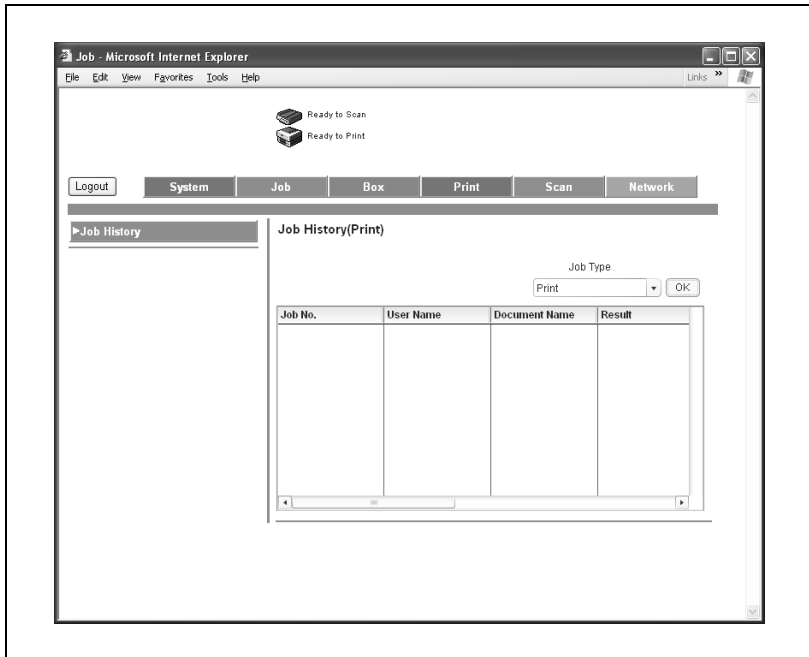 Job - Microsoft Internet Explorer
File Edit View Favorites Tools Help Links »
Ready to Scan
Ready to Print
Logout System Job Box Print Scan Network
▶Job History
Job History(Print)
Job Type
Print OK
Job No. User Name Document Name Result